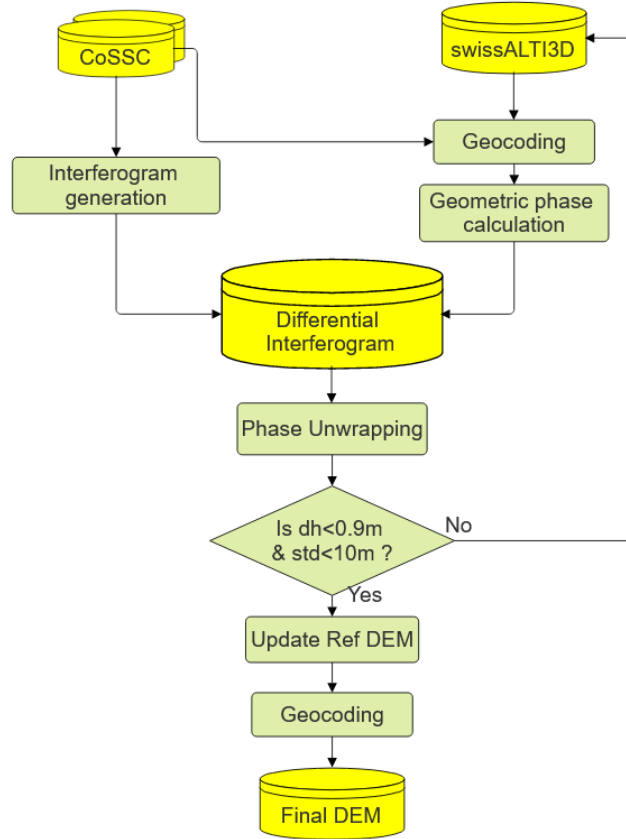 CoSSC
swissALTI3D
Geocoding
Interferogram
generation
Geometric phase
calculation
Differential
Interferogram
Phase Unwrapping
Is dh<0.9m
& std<10m ?
No
Yes
Update Ref DEM
Geocoding
Final DEM